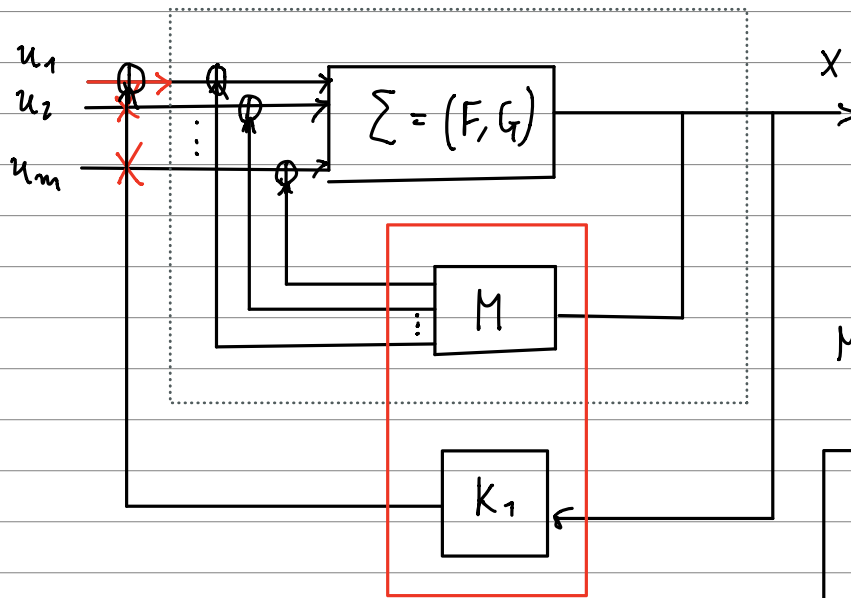 u₁
u₂
⋮
uₘ
Σ = (F, G)
X
M
⋮
K₁